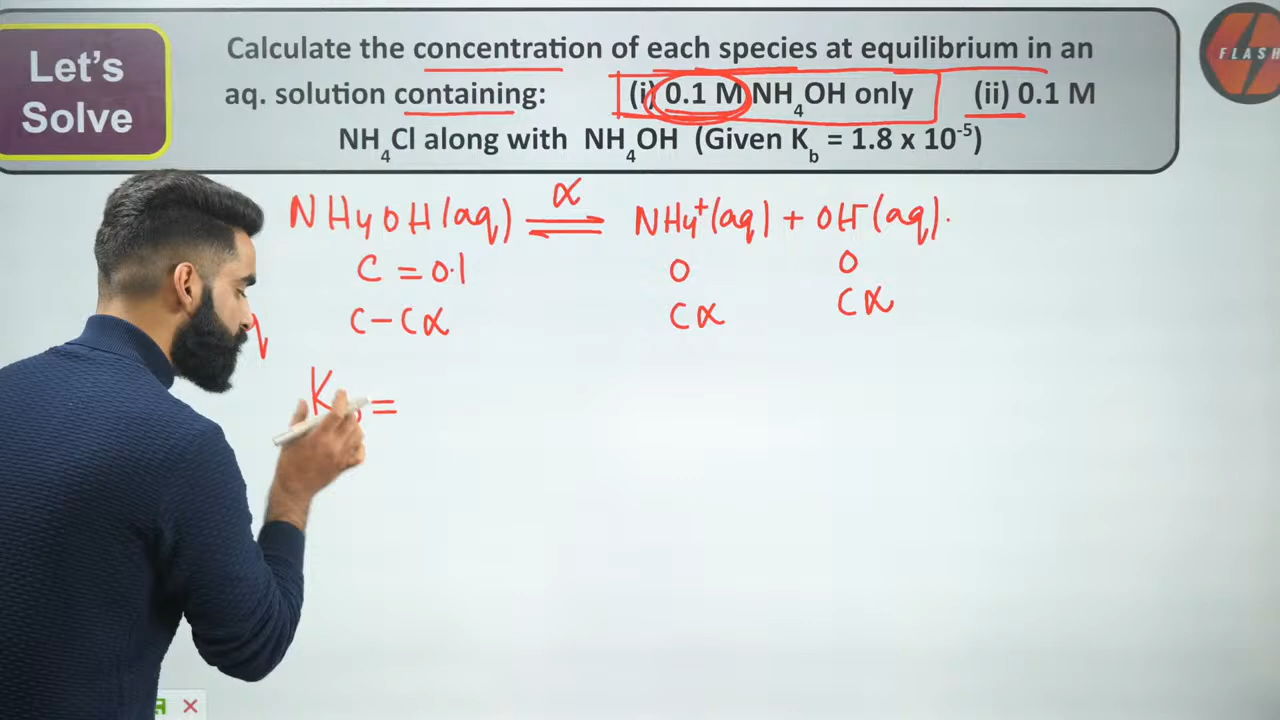 Let's
Solve
Calculate the concentration of each species at equilibrium in an
aq. solution containing: (i) 0.1 M NH4OH only (ii) 0.1 M
NH4Cl along with NH4OH (Given Kb = 1.8 x 10-5)
FLASH
NH4OH(aq) ⇌ α NH4+(aq) + OH-(aq).
C = 0.1 0 0
C-Cα Cα Cα
K =